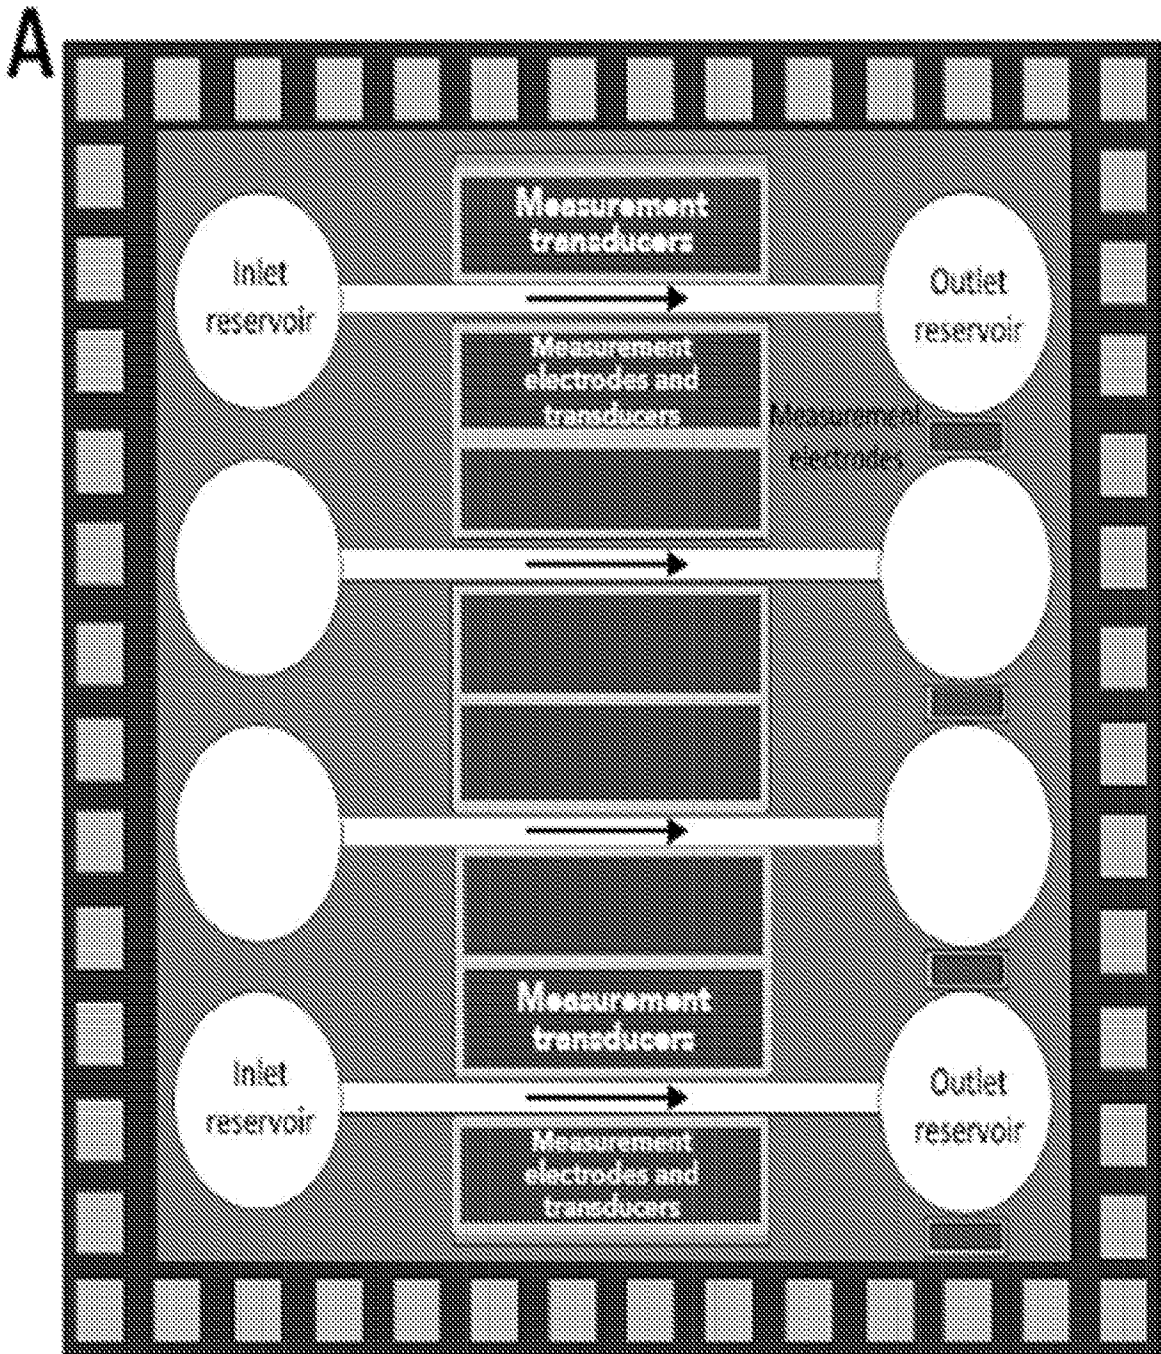 A
Measurement
transducers
Inlet
reservoir
Outlet
reservoir
Measurement
electrodes and
transducers
Measurement
electrodes
Measurement
transducers
Inlet
reservoir
Outlet
reservoir
Measurement
electrodes and
transducers